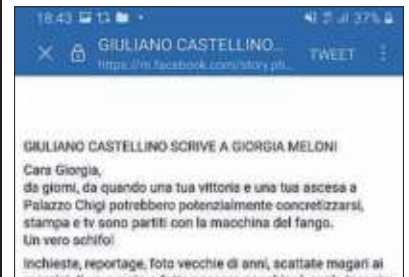 18:43
37%
GIULIANO CASTELLINO...
TWEET
https://m.facebook.com/story.ph...
GIULIANO CASTELLINO SCRIVE A GIORGIA MELONI
Cara Giorgia,
da giorni, da quando una tua vittoria e una tua ascesa a
Palazzo Chigi potrebbero potenzialmente concretizzarsi,
stampa e tv sono partiti con la macchina del fango.
Un vero schifo!
Inchieste, reportage, foto vecchie di anni, scattate magari ai